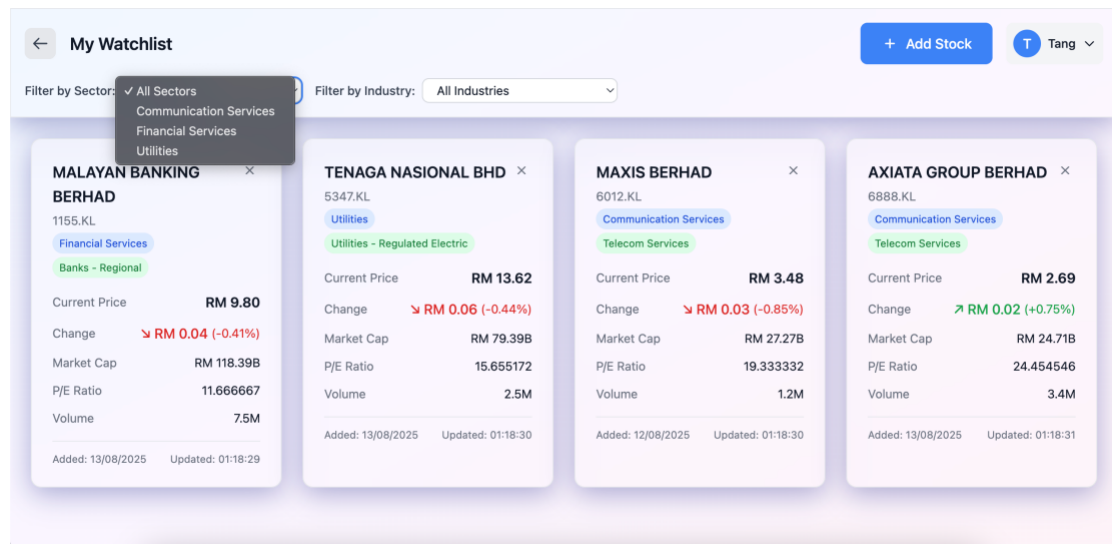 ← My Watchlist
+ Add Stock
T Tang
Filter by Sector:
✓ All Sectors
Communication Services
Financial Services
Utilities
Filter by Industry: All Industries
MALAYAN BANKING BERHAD ×
1155.KL
Financial Services
Banks - Regional
Current Price RM 9.80
Change ↘ RM 0.04 (-0.41%)
Market Cap RM 118.39B
P/E Ratio 11.666667
Volume 7.5M
Added: 13/08/2025 Updated: 01:18:29
TENAGA NASIONAL BHD ×
5347.KL
Utilities
Utilities - Regulated Electric
Current Price RM 13.62
Change ↘ RM 0.06 (-0.44%)
Market Cap RM 79.39B
P/E Ratio 15.655172
Volume 2.5M
Added: 13/08/2025 Updated: 01:18:30
MAXIS BERHAD ×
6012.KL
Communication Services
Telecom Services
Current Price RM 3.48
Change ↘ RM 0.03 (-0.85%)
Market Cap RM 27.27B
P/E Ratio 19.333332
Volume 1.2M
Added: 12/08/2025 Updated: 01:18:30
AXIATA GROUP BERHAD ×
6888.KL
Communication Services
Telecom Services
Current Price RM 2.69
Change ↗ RM 0.02 (+0.75%)
Market Cap RM 24.71B
P/E Ratio 24.454546
Volume 3.4M
Added: 13/08/2025 Updated: 01:18:31